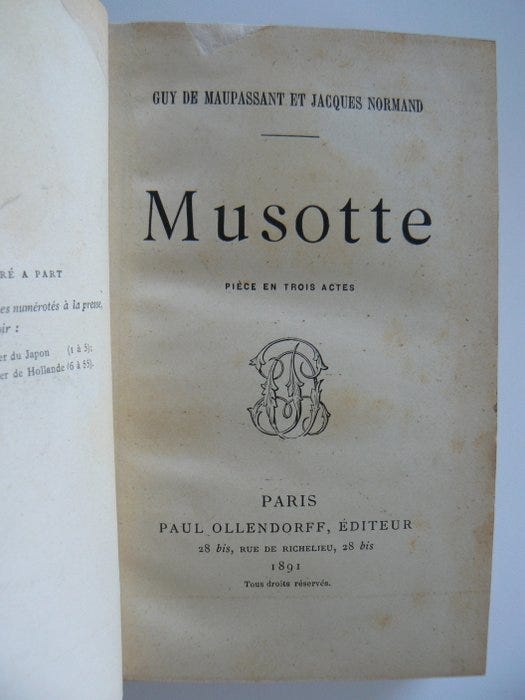 RÉ A PART
es numérotés à la presse,
oir :
er du Japon (1 à 5);
er de Hollande (6 à 55).
GUY DE MAUPASSANT ET JACQUES NORMAND
Musotte
PIÈCE EN TROIS ACTES
PARIS
PAUL OLLENDORFF, ÉDITEUR
28 bis, RUE DE RICHELIEU, 28 bis
1891
Tous droits réservés.